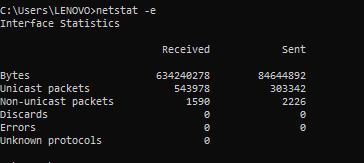 C:\Users\LENOVO>netstat -e
Interface Statistics
Received Sent
Bytes 634240278 84644892
Unicast packets 543978 303342
Non-unicast packets 1590 2226
Discards 0 0
Errors 0 0
Unknown protocols 0